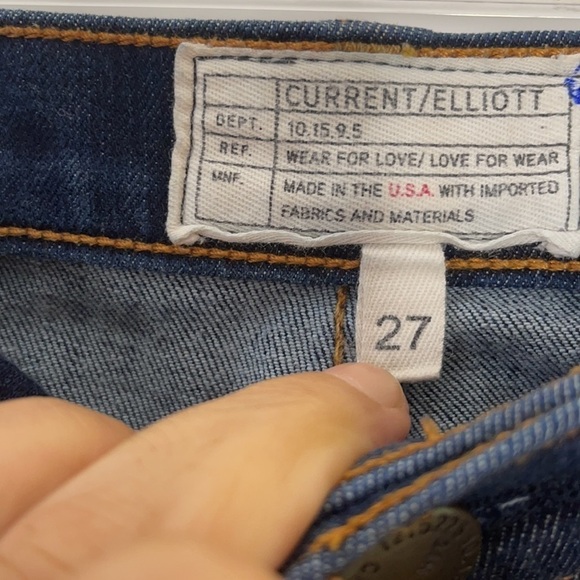 CURRENT/ELLIOTT
DEPT. 10.15.9.5
REF. WEAR FOR LOVE/ LOVE FOR WEAR
MNF. MADE IN THE U.S.A. WITH IMPORTED
FABRICS AND MATERIALS
27